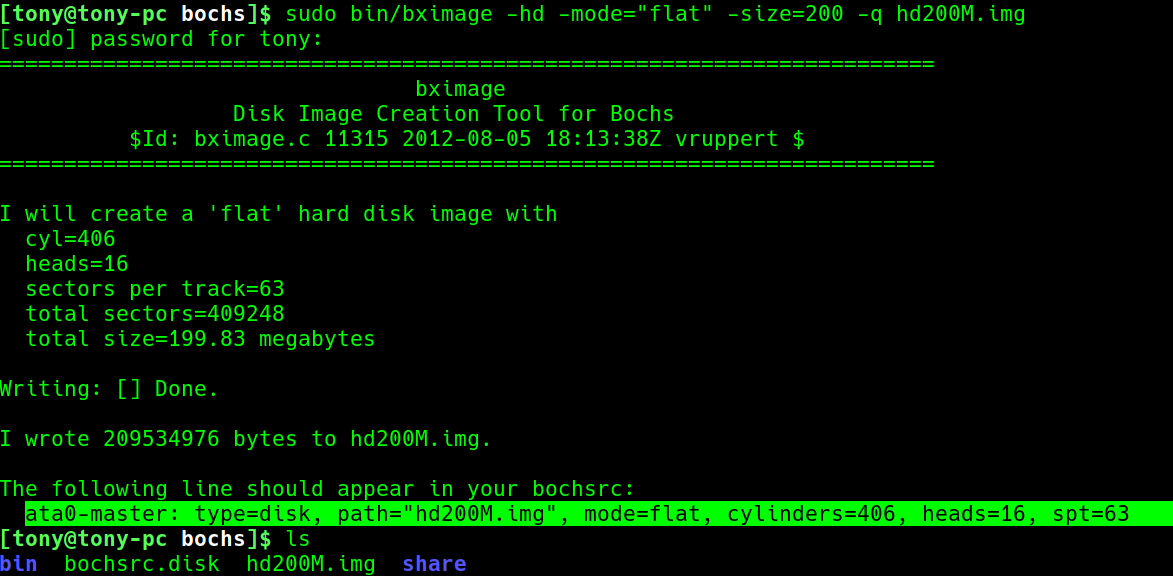 [tony@tony-pc bochs]$ sudo bin/bximage -hd -mode="flat" -size=200 -q hd200M.img
[sudo] password for tony:
========================================================================
bximage
Disk Image Creation Tool for Bochs
$Id: bximage.c 11315 2012-08-05 18:13:38Z vruppert $
========================================================================
I will create a 'flat' hard disk image with
cyl=406
heads=16
sectors per track=63
total sectors=409248
total size=199.83 megabytes
Writing: [] Done.
I wrote 209534976 bytes to hd200M.img.
The following line should appear in your bochsrc:
ata0-master: type=disk, path="hd200M.img", mode=flat, cylinders=406, heads=16, spt=63
[tony@tony-pc bochs]$ ls
bin bochsrc.disk hd200M.img share